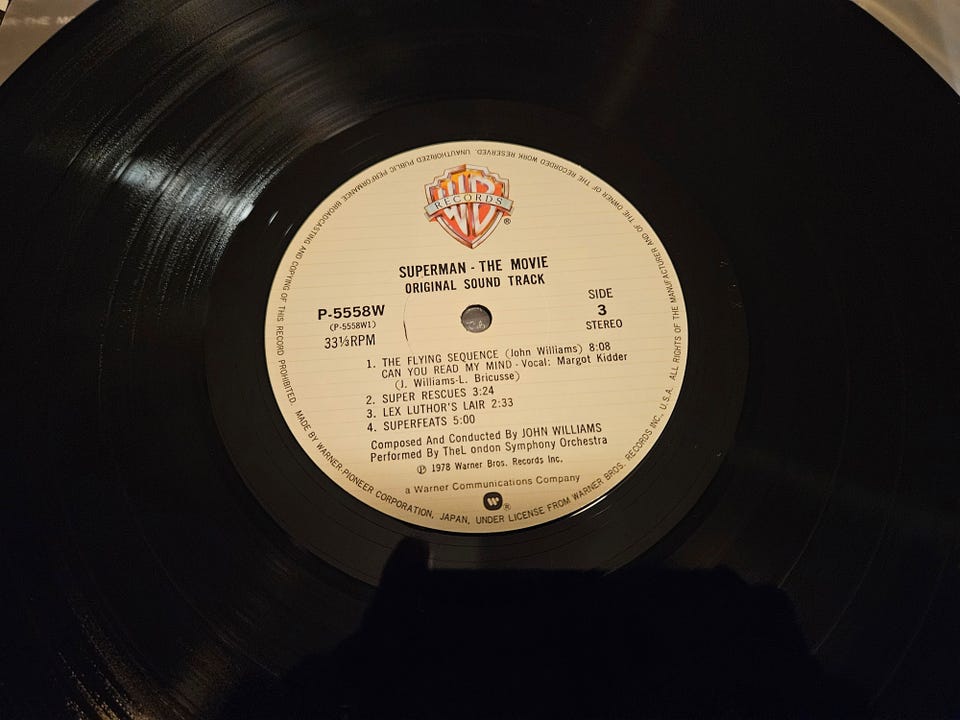 WB
RECORDS
®
SUPERMAN - THE MOVIE
ORIGINAL SOUND TRACK
P-5558W
(P-5558W1)
33⅓RPM
SIDE
3
STEREO
1. THE FLYING SEQUENCE (John Williams) 8:08
CAN YOU READ MY MIND - Vocal: Margot Kidder
(J. Williams-L. Bricusse)
2. SUPER RESCUES 3:24
3. LEX LUTHOR'S LAIR 2:33
4. SUPERFEATS 5:00
Composed And Conducted By JOHN WILLIAMS
Performed By TheL ondon Symphony Orchestra
Ⓟ 1978 Warner Bros. Records Inc.
a Warner Communications Company
W ®
MADE BY WARNER-PIONEER CORPORATION, JAPAN, UNDER LICENSE FROM WARNER BROS. RECORDS INC., U.S.A. ALL RIGHTS OF THE MANUFACTURER AND OF THE OWNER OF THE RECORDED WORK RESERVED. UNAUTHORIZED PUBLIC PERFORMANCE BROADCASTING AND COPYING OF THIS RECORD PROHIBITED.